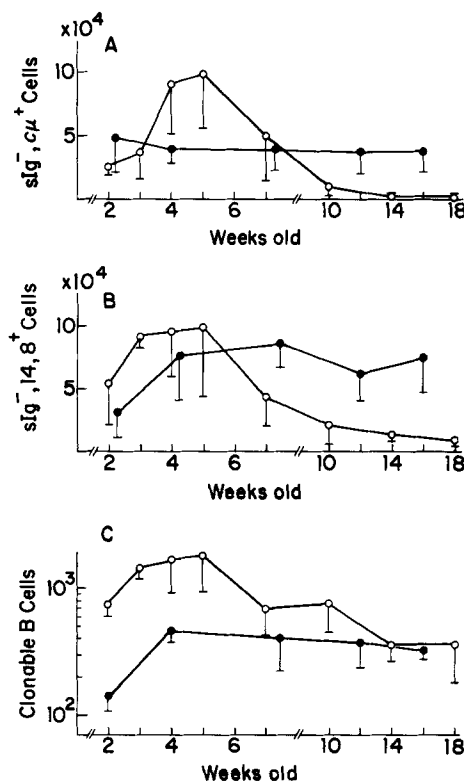 ×10⁴
A
10
5
sIg⁻, cμ⁺ Cells
2 4 6 10 14 18
Weeks old
×10⁴
B
10
5
sIg⁻, 14, 8⁺ Cells
2 4 6 10 14 18
Weeks old
C
10³
10²
Clonable B Cells
2 4 6 10 14 18
Weeks old